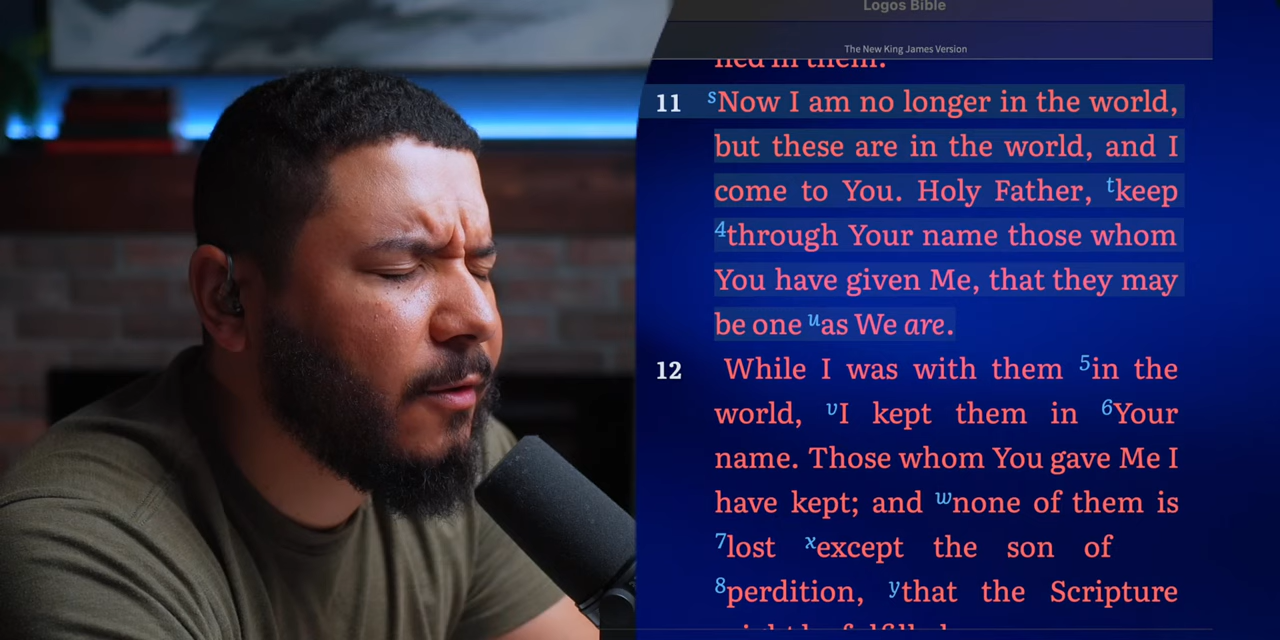 Logos Bible
The New King James Version
ned in them.
11 sNow I am no longer in the world,
but these are in the world, and I
come to You. Holy Father, tkeep
4through Your name those whom
You have given Me, that they may
be one uas We are.
12 While I was with them 5in the
world, vI kept them in 6Your
name. Those whom You gave Me I
have kept; and wnone of them is
7lost xexcept the son of
8perdition, ythat the Scripture